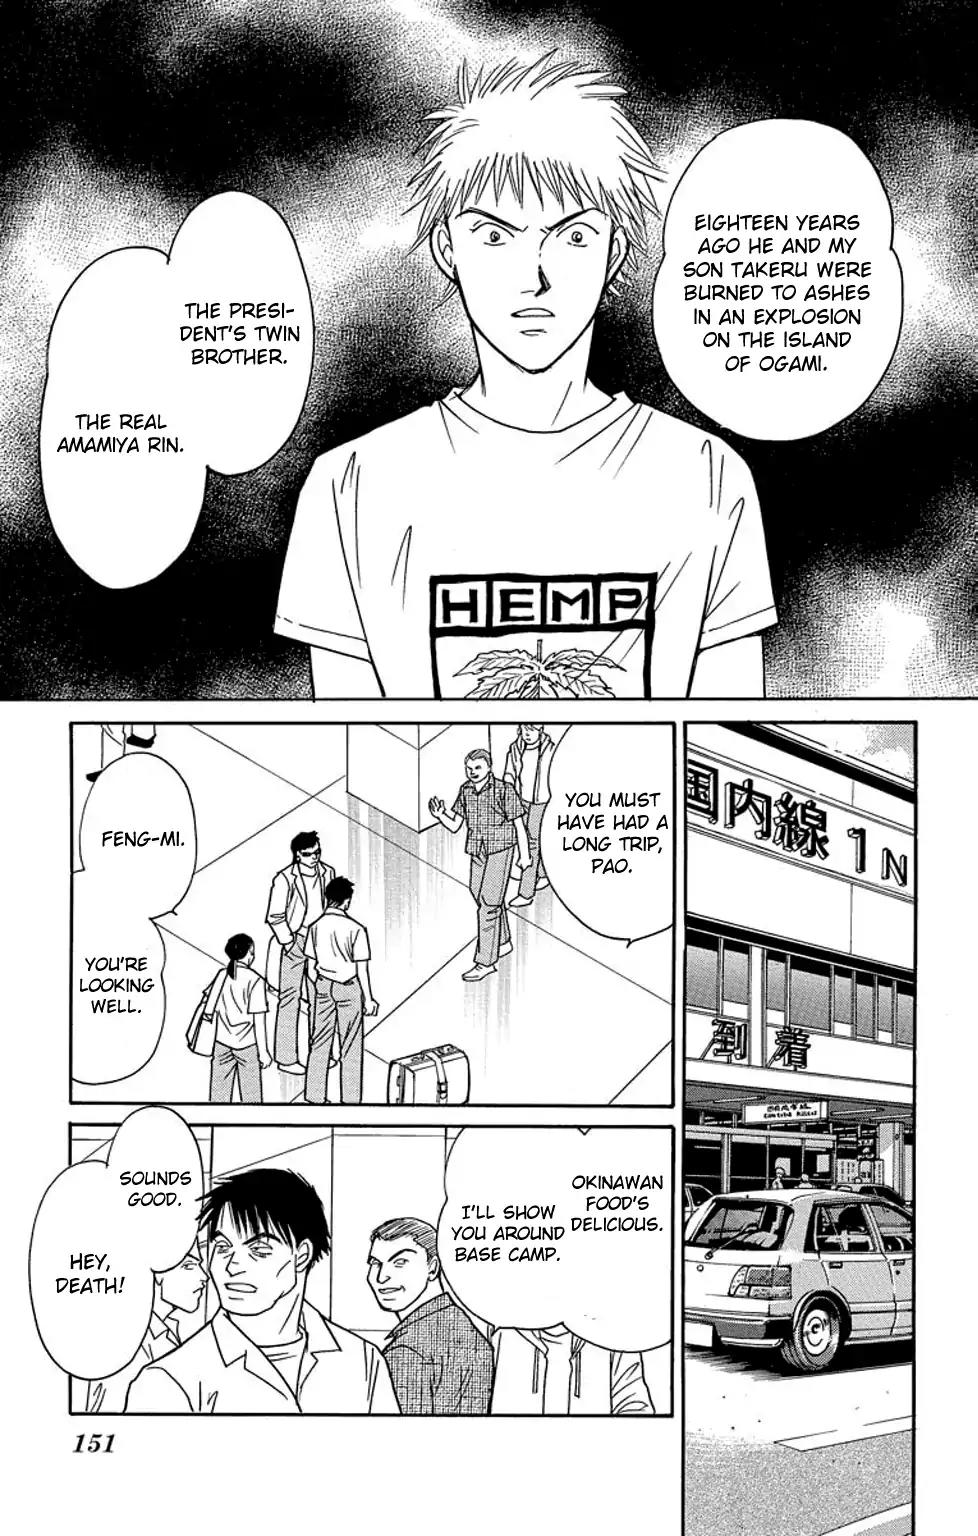 EIGHTEEN YEARS
AGO HE AND MY
SON TAKERU WERE
BURNED TO ASHES
IN AN EXPLOSION
ON THE ISLAND
OF OGAMI.
THE PRESI-
DENT'S TWIN
BROTHER.
THE REAL
AMAMIYA RIN.
HEMP
国内線 1 N
到着
YOU MUST
HAVE HAD A
LONG TRIP,
PAO.
FENG-MI.
YOU'RE
LOOKING
WELL.
OKINAWAN
FOOD'S
DELICIOUS.
I'LL SHOW
YOU AROUND
BASE CAMP.
SOUNDS
GOOD.
HEY,
DEATH!
151